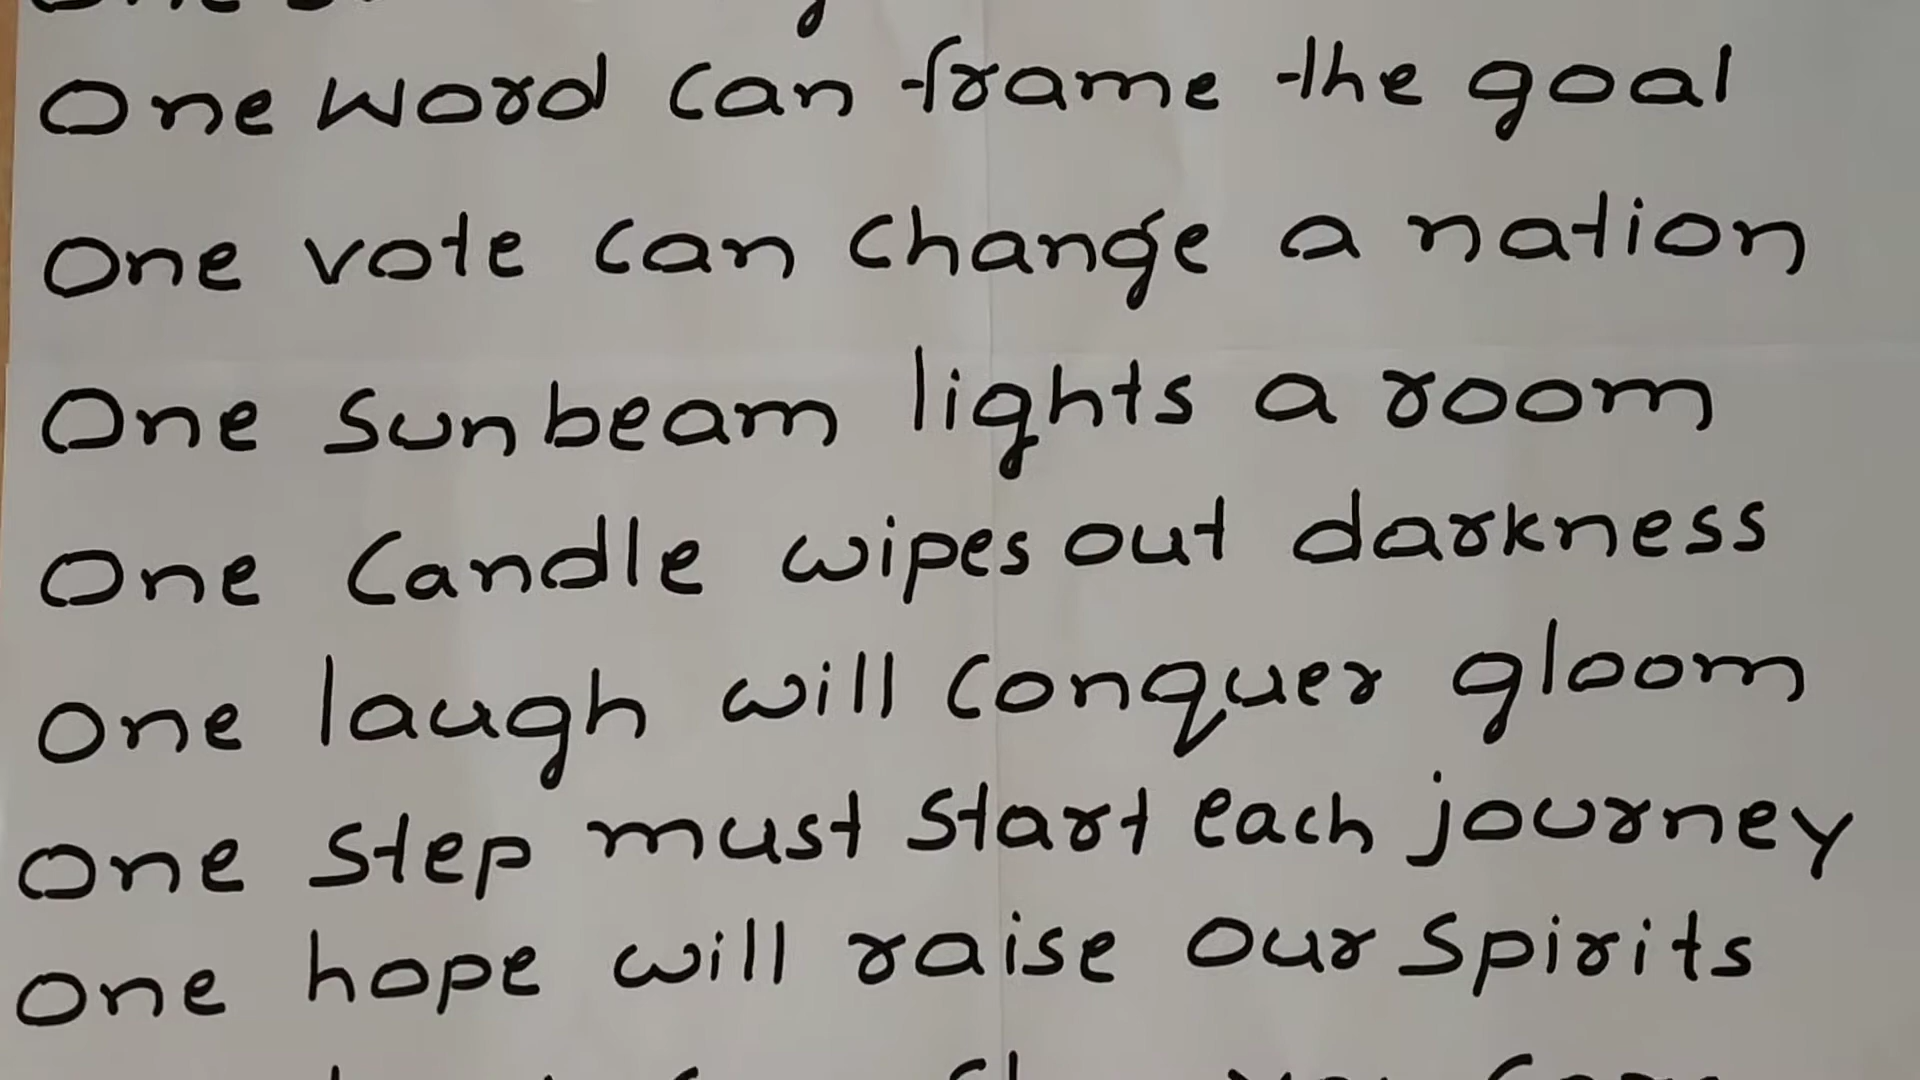 One word can frame the goal
One vote can change a nation
One sunbeam lights a room
One Candle wipes out darkness
One laugh will conquer gloom
One step must start each journey
One hope will raise our spirits